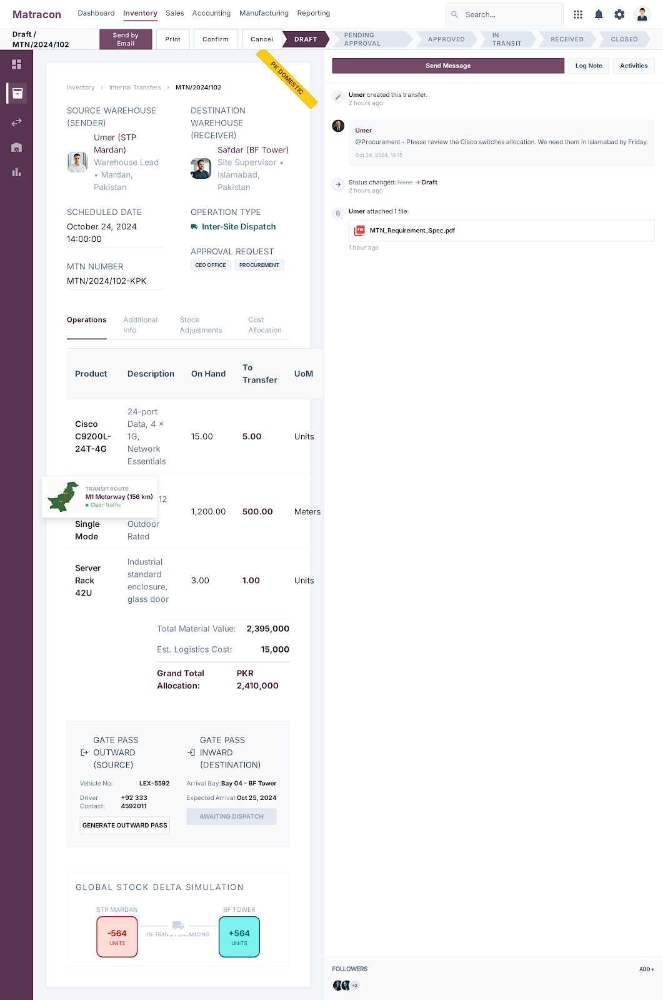 Matracon
Dashboard
Inventory
Sales
Accounting
Manufacturing
Reporting
Search...
Draft /
MTN/2024/102
Send by
Email
Print
Confirm
Cancel
DRAFT
PENDING
APPROVAL
APPROVED
IN
TRANSIT
RECEIVED
CLOSED
PK DOMESTIC
Inventory › Internal Transfers › MTN/2024/102
SOURCE WAREHOUSE
(SENDER)
Umer (STP
Mardan)
Warehouse Lead
• Mardan,
Pakistan
DESTINATION
WAREHOUSE
(RECEIVER)
Safdar (BF Tower)
Site Supervisor •
Islamabad,
Pakistan
SCHEDULED DATE
October 24, 2024
14:00:00
OPERATION TYPE
Inter-Site Dispatch
MTN NUMBER
MTN/2024/102-KPK
APPROVAL REQUEST
CEO OFFICE
PROCUREMENT
Operations
Additional
Info
Stock
Adjustments
Cost
Allocation
Product
Description
On Hand
To
Transfer
UoM
Cisco
C9200L-
24T-4G
24-port
Data, 4 ×
1G,
Network
Essentials
15.00
5.00
Units
TRANSIT ROUTE
M1 Motorway (156 km)
Clear Traffic
Single
Mode
12
Outdoor
Rated
1,200.00
500.00
Meters
Server
Rack
42U
Industrial
standard
enclosure,
glass door
3.00
1.00
Units
Total Material Value: 2,395,000
Est. Logistics Cost: 15,000
Grand Total
Allocation:
PKR
2,410,000
GATE PASS
OUTWARD
(SOURCE)
Vehicle No: LEX-5592
Driver
Contact:
+92 333
4592011
GENERATE OUTWARD PASS
GATE PASS
INWARD
(DESTINATION)
Arrival Bay: Bay 04 - BF Tower
Expected Arrival: Oct 25, 2024
AWAITING DISPATCH
GLOBAL STOCK DELTA SIMULATION
STP MARDAN
-564
UNITS
IN-TRANSIT BALANCING
BF TOWER
+564
UNITS
Send Message
Log Note
Activities
Umer created this transfer.
2 hours ago
Umer
@Procurement - Please review the Cisco switches allocation. We need them in Islamabad by Friday.
Oct 24, 2024, 14:15
Status changed: None → Draft
2 hours ago
Umer attached 1 file:
PDF
MTN_Requirement_Spec.pdf
1 hour ago
FOLLOWERS
ADD +
+2